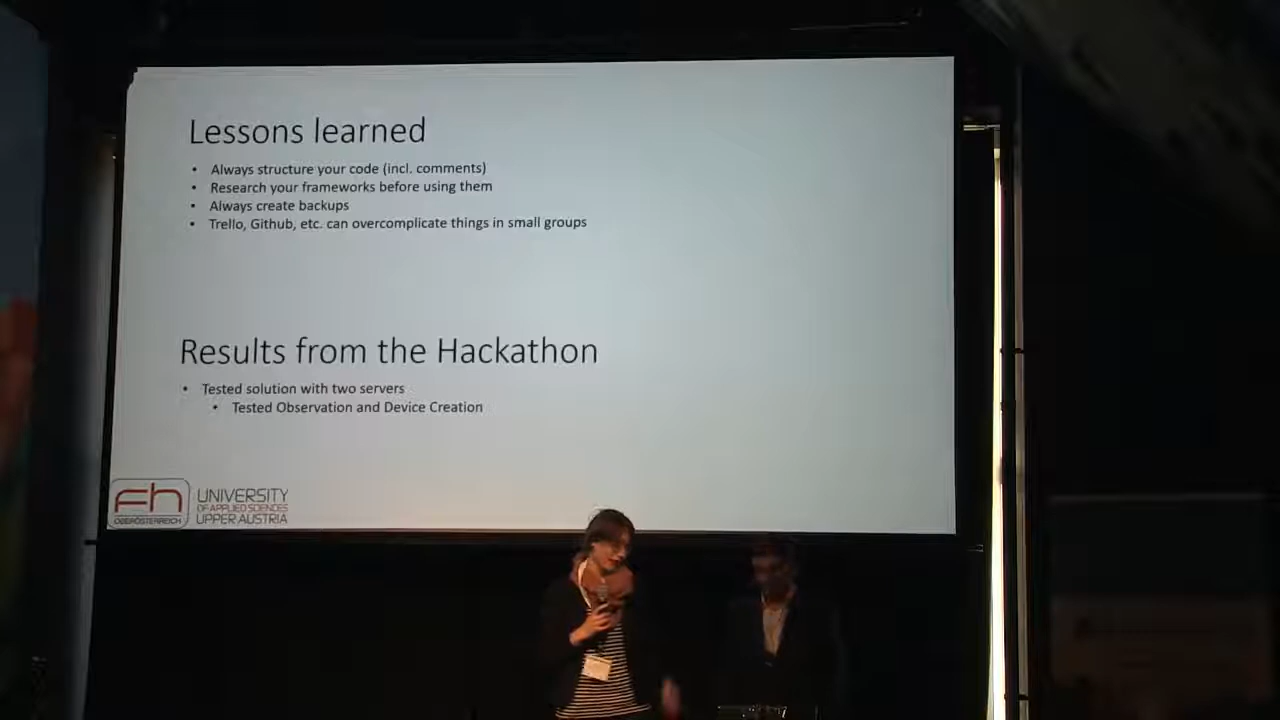 Lessons learned
• Always structure your code (incl. comments)
• Research your frameworks before using them
• Always create backups
• Trello, Github, etc. can overcomplicate things in small groups
Results from the Hackathon
• Tested solution with two servers
• Tested Observation and Device Creation
fh
OBERÖSTERREICH
UNIVERSITY
OF APPLIED SCIENCES
UPPER AUSTRIA